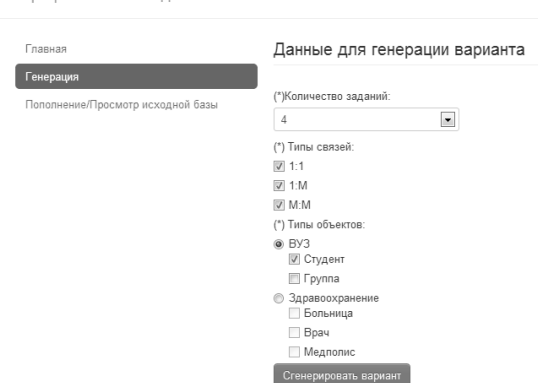 Главная
Генерация
Пополнение/Просмотр исходной базы
Данные для генерации варианта
(*)Количество заданий:
4
(*) Типы связей:
1:1
1:М
М:М
(*) Типы объектов:
ВУЗ
Студент
Группа
Здравоохранение
Больница
Врач
Медполис
Сгенерировать вариант